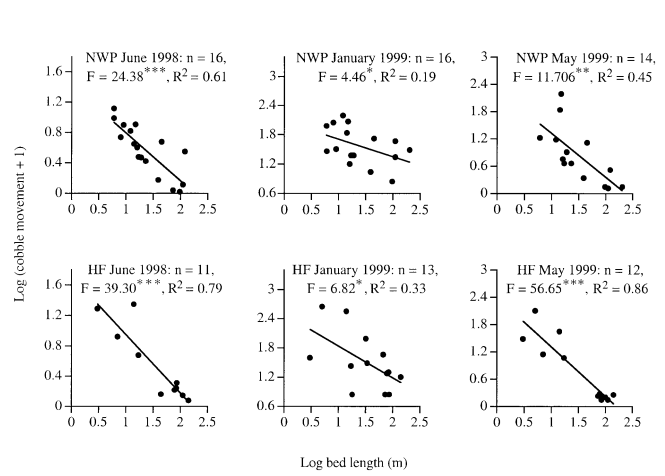 NWP June 1998: n = 16,
F = 24.38***, R2 = 0.61
1.6
1.2
0.8
0.4
0
0 0.5 1 1.5 2 2.5
NWP January 1999: n = 16,
F = 4.46*, R2 = 0.19
3
2.4
1.8
1.2
0.6
0 0.5 1 1.5 2 2.5
NWP May 1999: n = 14,
F = 11.706**, R2 = 0.45
3
2.4
1.8
1.2
0.6
0
0 0.5 1 1.5 2 2.5
Log (cobble movement + 1)
HF June 1998: n = 11,
F = 39.30***, R2 = 0.79
1.6
1.2
0.8
0.4
0
0 0.5 1 1.5 2 2.5
HF January 1999: n = 13,
F = 6.82*, R2 = 0.33
3
2.4
1.8
1.2
0.6
0 0.5 1 1.5 2 2.5
HF May 1999: n = 12,
F = 56.65***, R2 = 0.86
3
2.4
1.8
1.2
0.6
0
0 0.5 1 1.5 2 2.5
Log bed length (m)